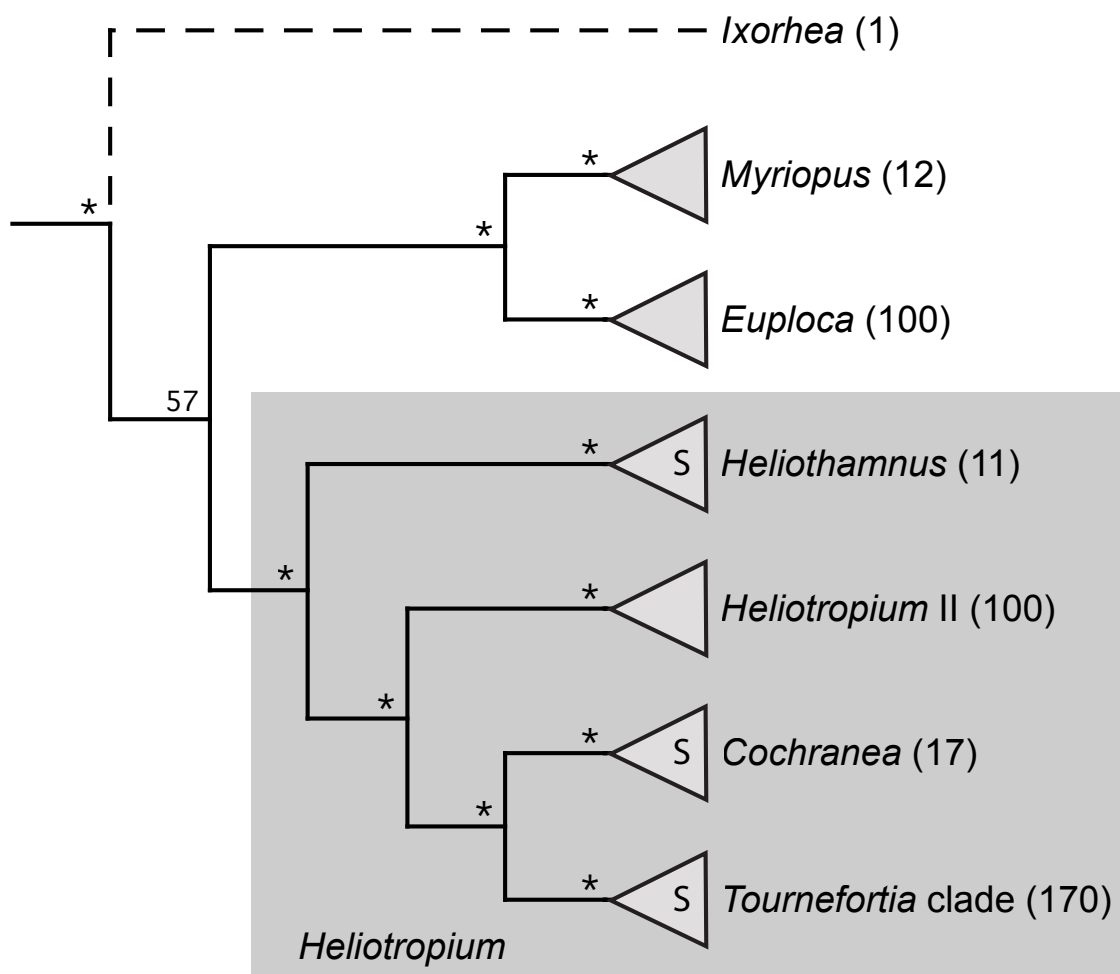 Ixorhea (1)
*
Myriopus (12)
*
*
*
Euploca (100)
57
*
S Heliothamnus (11)
*
*
Heliotropium II (100)
*
*
S Cochranea (17)
*
*
S Tournefortia clade (170)
Heliotropium